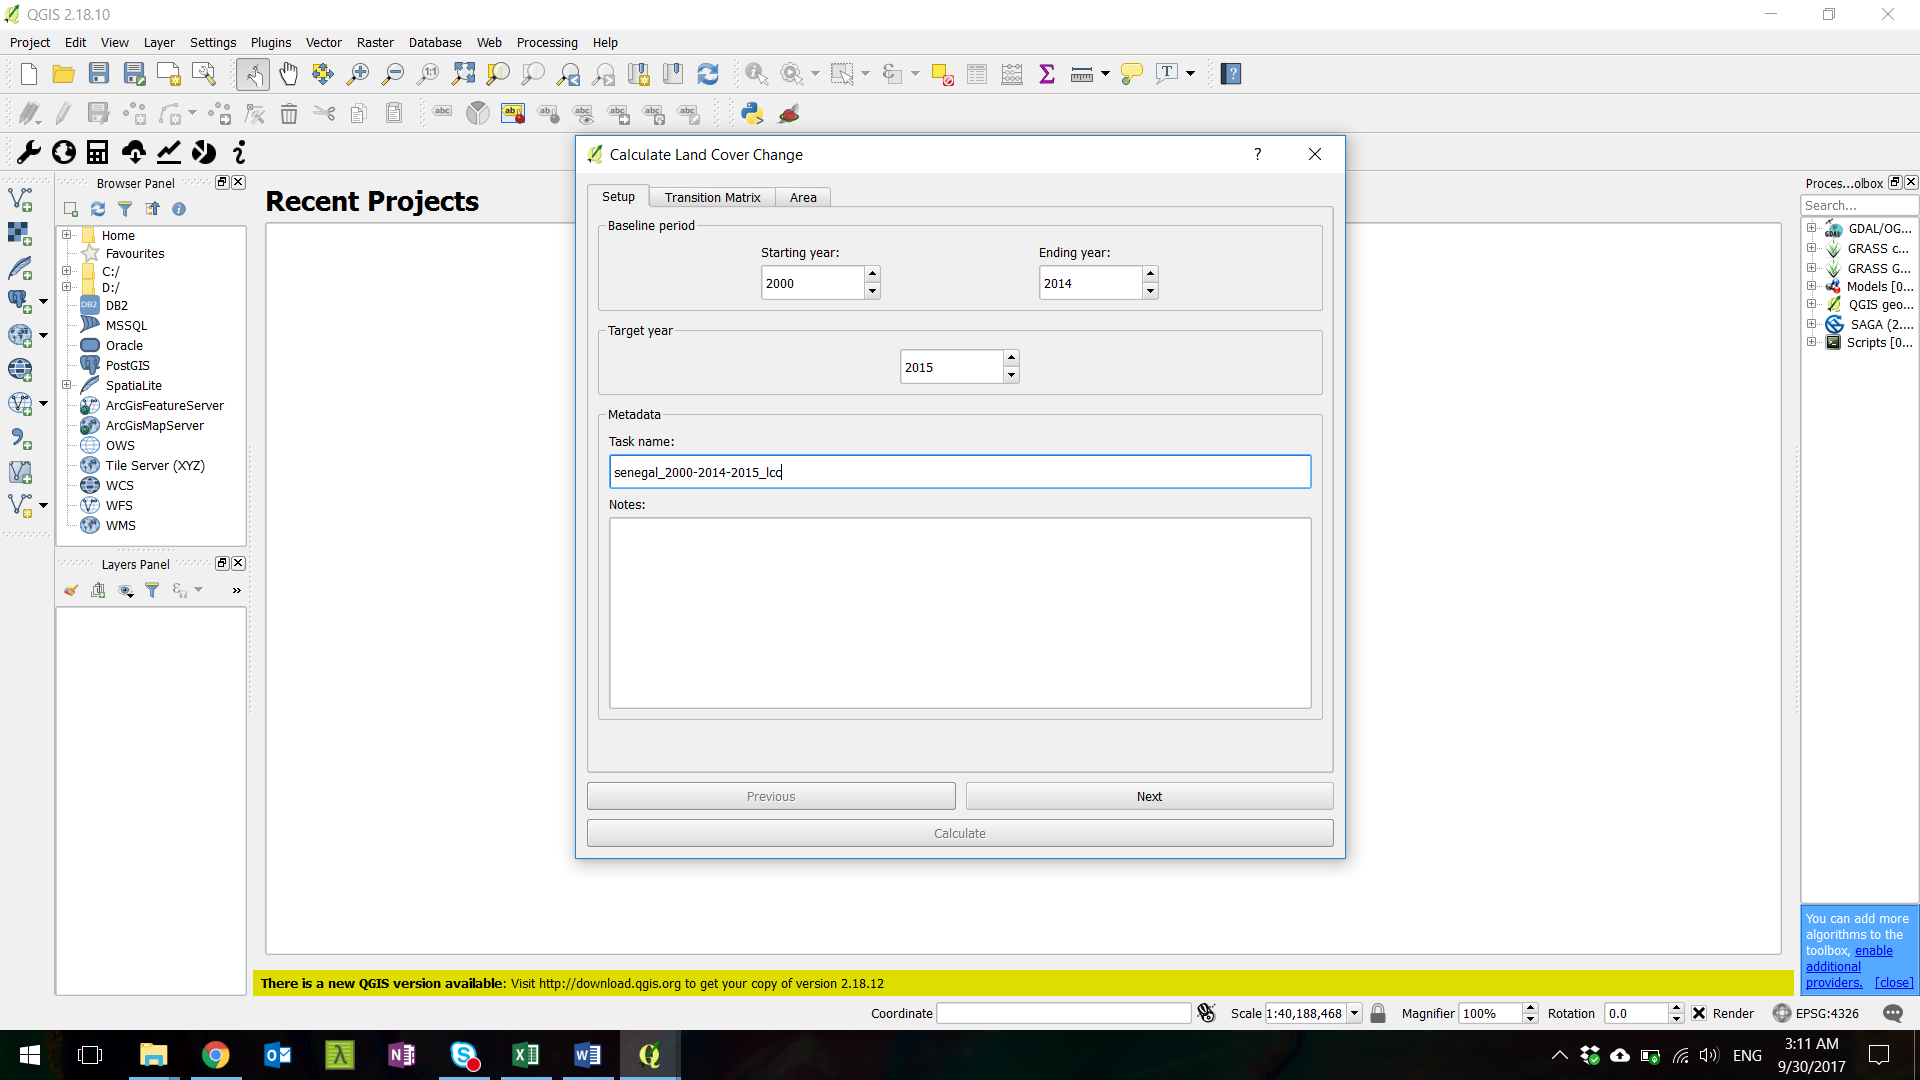 QGIS 2.18.10
Project Edit View Layer Settings Plugins Vector Raster Database Web Processing Help
Browser Panel
Home
Favourites
C:/
D:/
DB2
MSSQL
Oracle
PostGIS
SpatiaLite
ArcGisFeatureServer
ArcGisMapServer
OWS
Tile Server (XYZ)
WCS
WFS
WMS
Layers Panel
»
Recent Projects
Calculate Land Cover Change
?
Setup Transition Matrix Area
Baseline period
Starting year: Ending year:
2000 2014
Target year
2015
Metadata
Task name:
senegal_2000-2014-2015_lcc
Notes:
Previous Next
Calculate
Proces...olbox
Search...
GDAL/OG...
GRASS c...
GRASS G...
Models [0...
QGIS geo...
SAGA (2....
Scripts [0...
You can add more
algorithms to the
toolbox, enable
additional
providers. [close]
There is a new QGIS version available: Visit http://download.qgis.org to get your copy of version 2.18.12
Coordinate Scale 1:40,188,468 Magnifier 100% Rotation 0.0 Render EPSG:4326
ENG
3:11 AM
9/30/2017